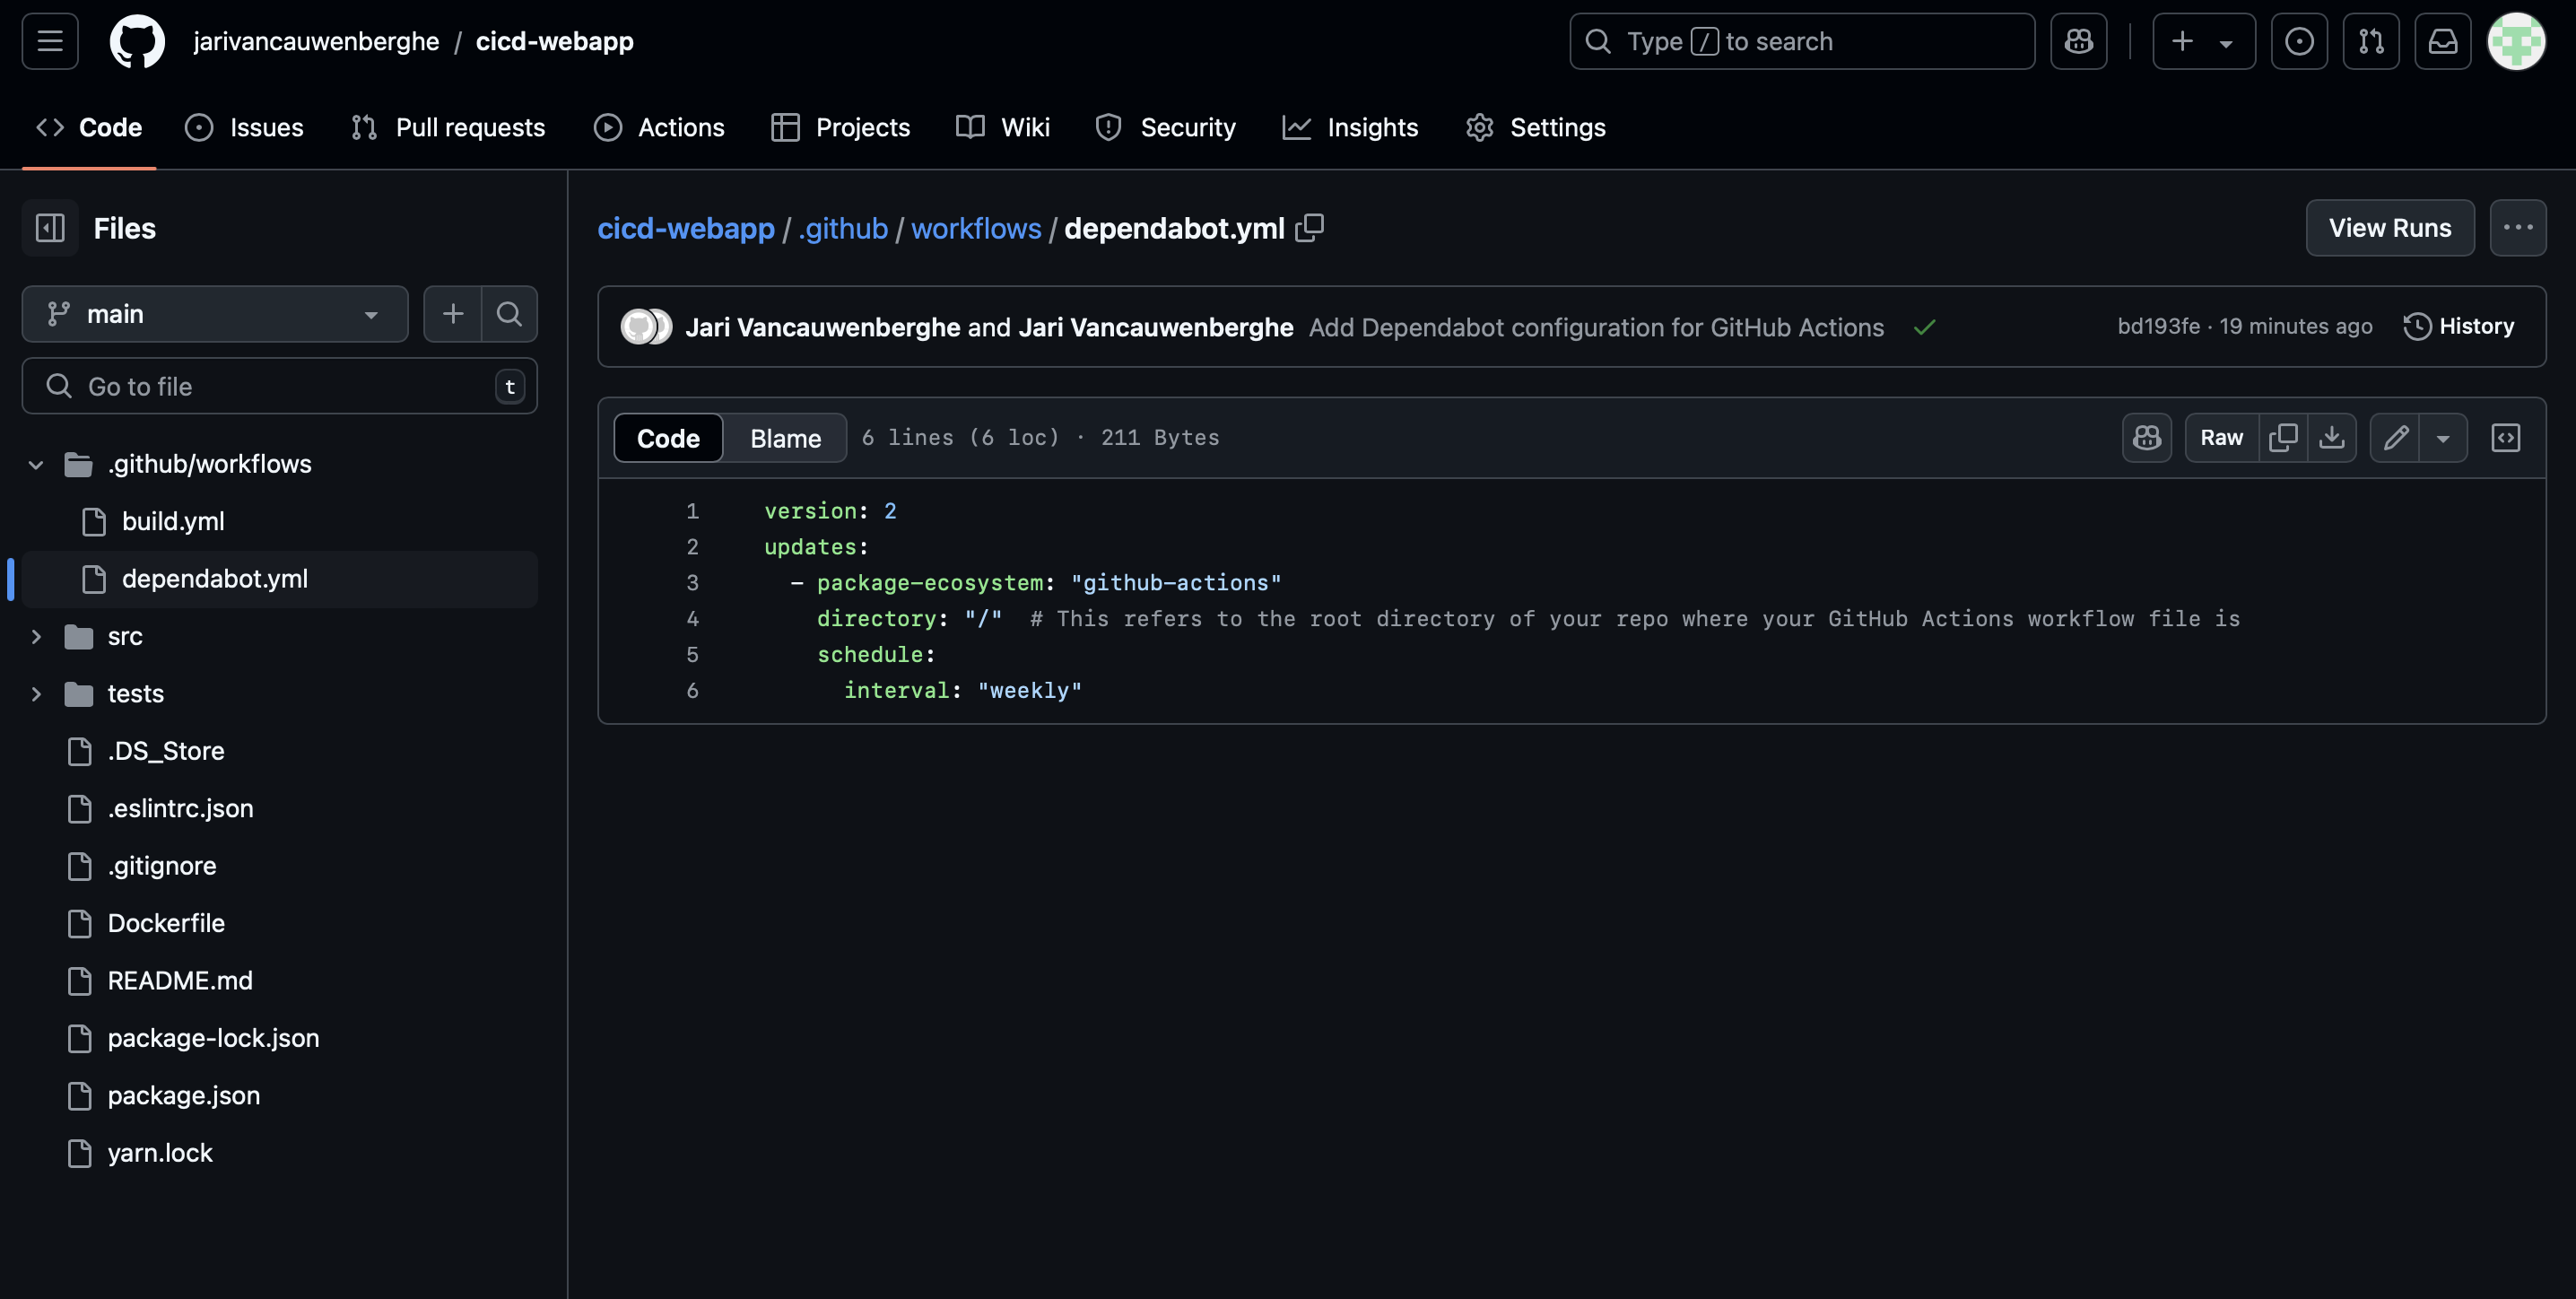 jarivancauwenberghe / cicd-webapp
Type / to search
Code
Issues
Pull requests
Actions
Projects
Wiki
Security
Insights
Settings
Files
main
Go to file
t
.github/workflows
build.yml
dependabot.yml
src
tests
.DS_Store
.eslintrc.json
.gitignore
Dockerfile
README.md
package-lock.json
package.json
yarn.lock
cicd-webapp / .github / workflows / dependabot.yml
View Runs
Jari Vancauwenberghe and Jari Vancauwenberghe Add Dependabot configuration for GitHub Actions
bd193fe · 19 minutes ago
History
Code
Blame
6 lines (6 loc) · 211 Bytes
Raw
1 version: 2
2 updates:
3   - package-ecosystem: "github-actions"
4     directory: "/"  # This refers to the root directory of your repo where your GitHub Actions workflow file is
5     schedule:
6       interval: "weekly"